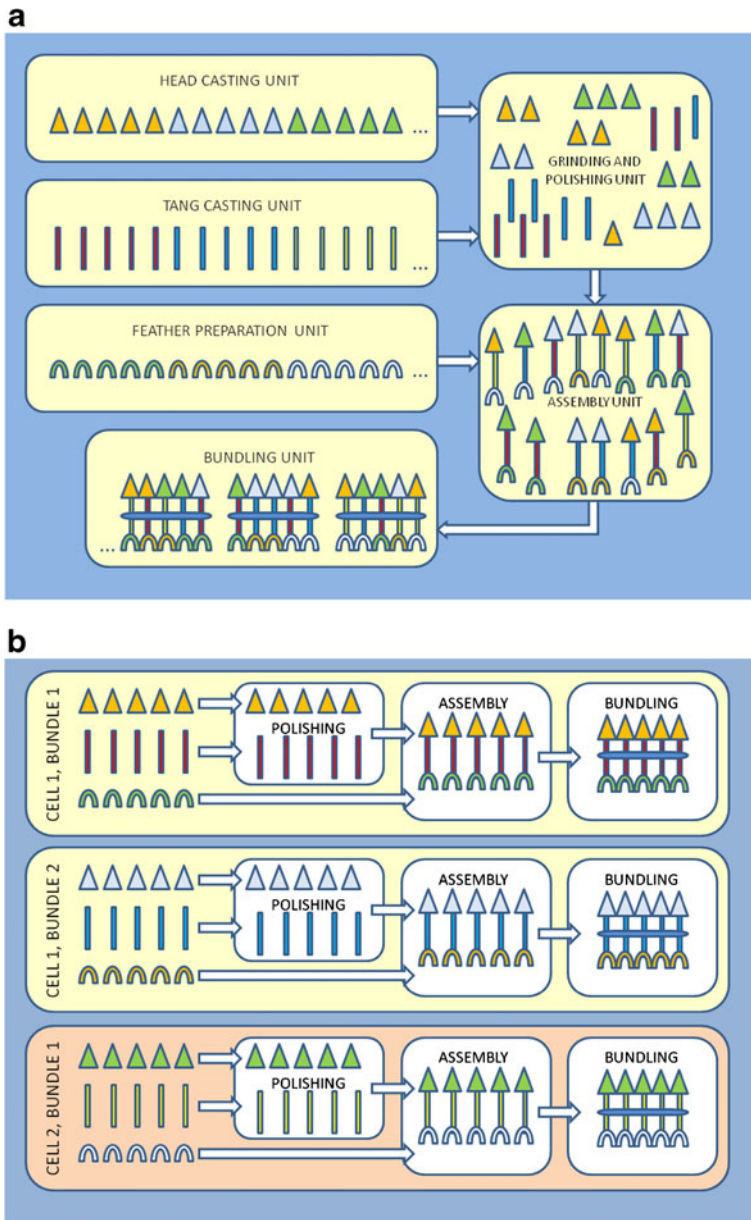 a
HEAD CASTING UNIT
...
GRINDING AND
POLISHING UNIT
TANG CASTING UNIT
...
FEATHER PREPARATION UNIT
...
ASSEMBLY UNIT
BUNDLING UNIT
...
b
CELL 1, BUNDLE 1
POLISHING
ASSEMBLY
BUNDLING
CELL 1, BUNDLE 2
POLISHING
ASSEMBLY
BUNDLING
CELL 2, BUNDLE 1
POLISHING
ASSEMBLY
BUNDLING